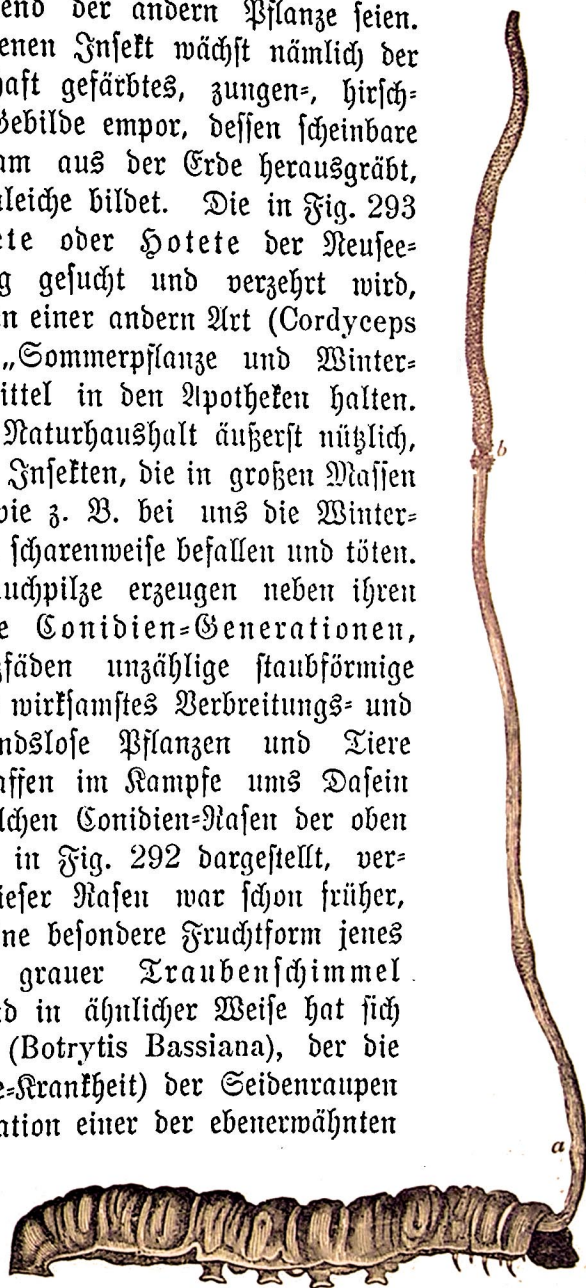 end der andern Pflanze seien.
enen Insekt wächst nämlich der
haft gefärbtes, zungen-, hirsch-
Gebilde empor, dessen scheinbare
am aus der Erde herausgräbt,
leiche bildet. Die in Fig. 293
ete oder Hotete der Neusee-
g gesucht und verzehrt wird,
n einer andern Art (Cordyceps
„Sommerpflanze und Winter-
ittel in den Apotheken halten.
Naturhaushalt äußerst nützlich,
Insekten, die in großen Massen
wie z. B. bei uns die Winter-
scharenweise befallen und töten.
uchpilze erzeugen neben ihren
e Conidien-Generationen,
zfäden unzählige staubförmige
wirksamstes Verbreitungs- und
ndslose Pflanzen und Tiere
affen im Kampfe ums Dasein
lchen Conidien-Rasen der oben
in Fig. 292 dargestellt, ver-
ieser Rasen war schon früher,
ne besondere Fruchtform jenes
grauer Traubenschimmel
d in ähnlicher Weise hat sich
(Botrytis Bassiana), der die
e-Krankheit) der Seidenraupen
ation einer der ebenerwähnten
b
a